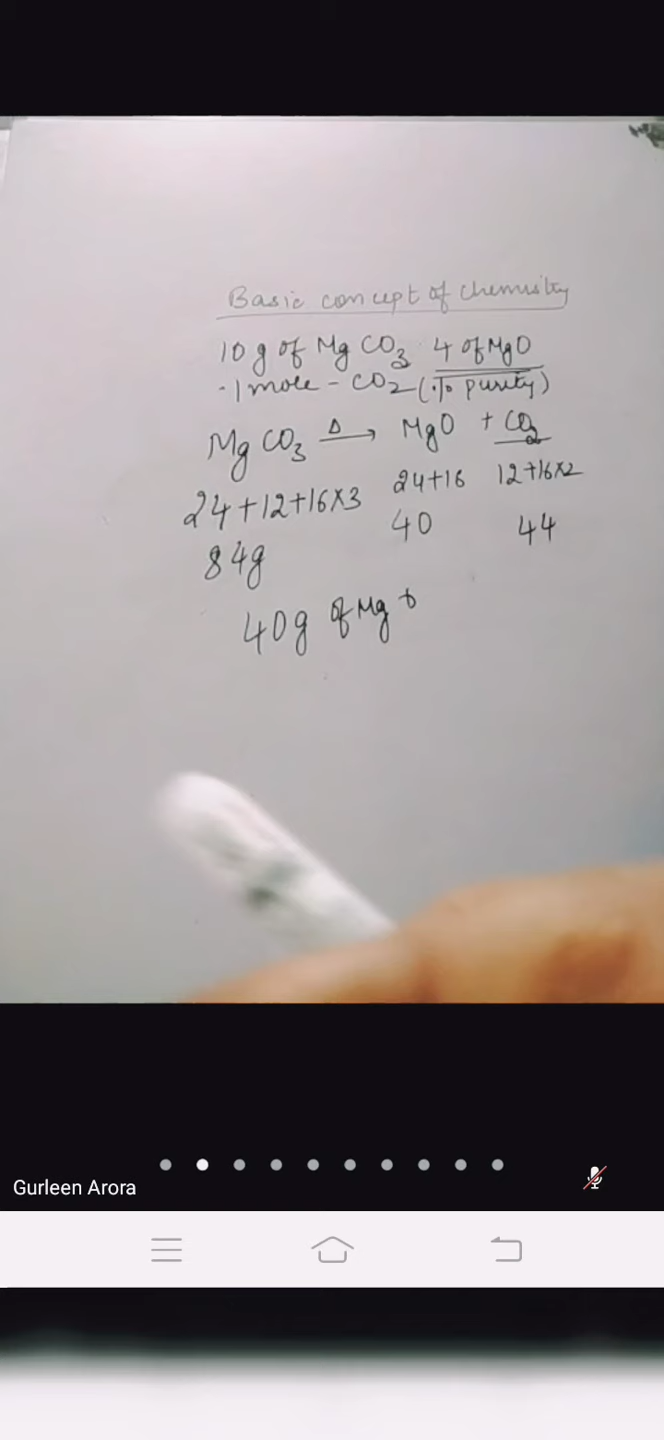 Basic concept of chemistry
10 g of MgCO3 4 of MgO
-1 mole - CO2 (% purity)
MgCO3 Δ→ MgO + CO2
24+12+16×3 24+16 12+16×2
84g 40 44
40g of Mg
Gurleen Arora